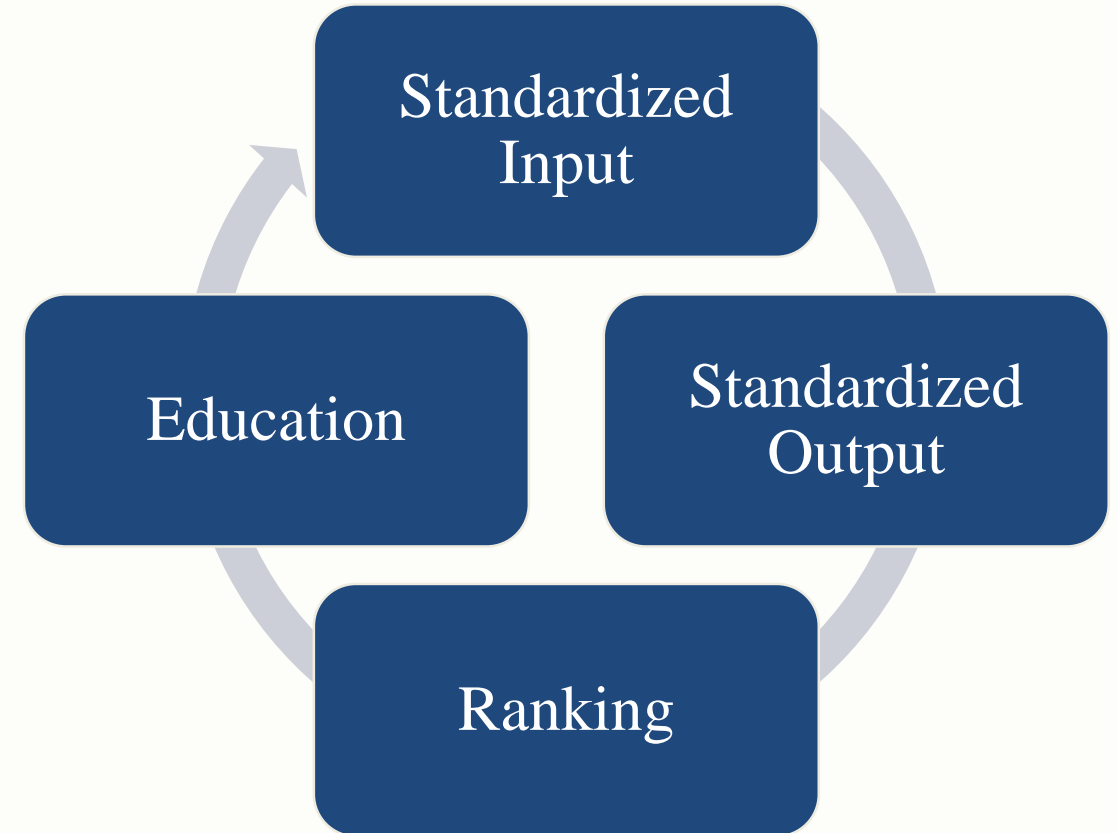 Standardized
Input
Standardized
Output
Ranking
Education